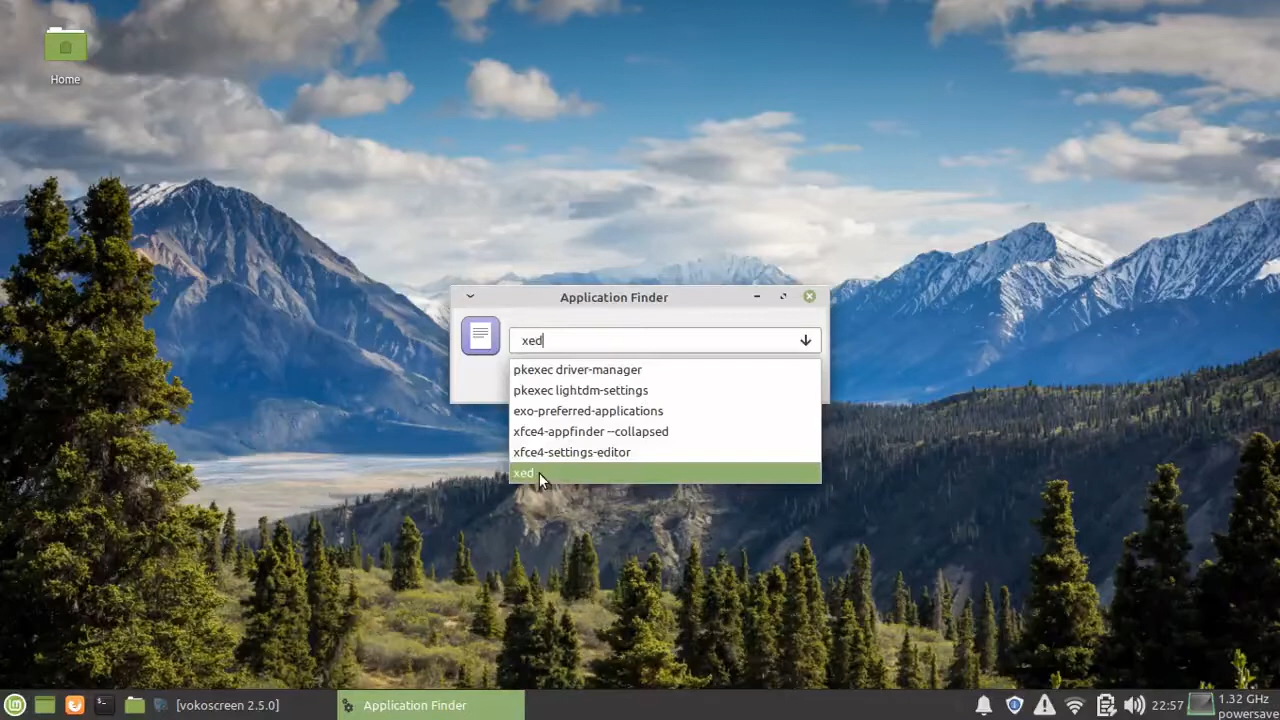 Home
Application Finder
xed
pkexec driver-manager
pkexec lightdm-settings
exo-preferred-applications
xfce4-appfinder --collapsed
xfce4-settings-editor
xed
[vokoscreen 2.5.0]
Application Finder
22:57
1.32 GHz
powersave